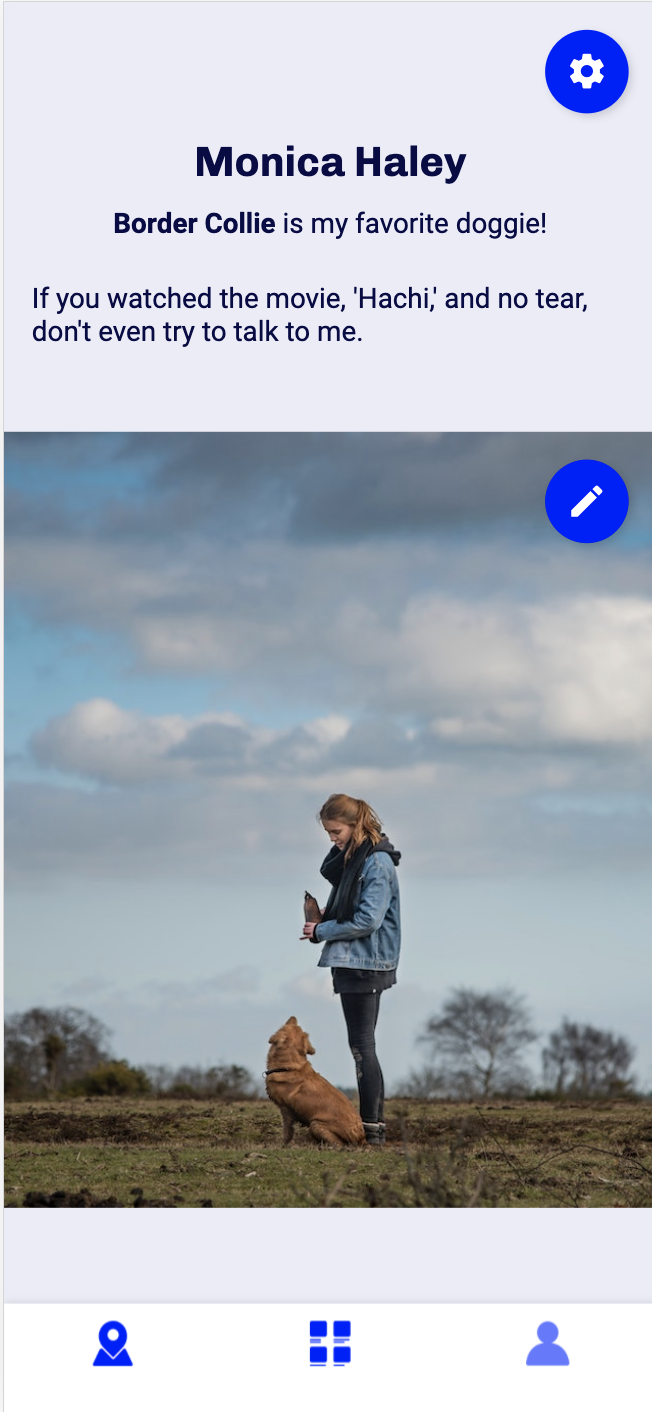 Monica Haley
Border Collie is my favorite doggie!
If you watched the movie, 'Hachi,' and no tear,
don't even try to talk to me.